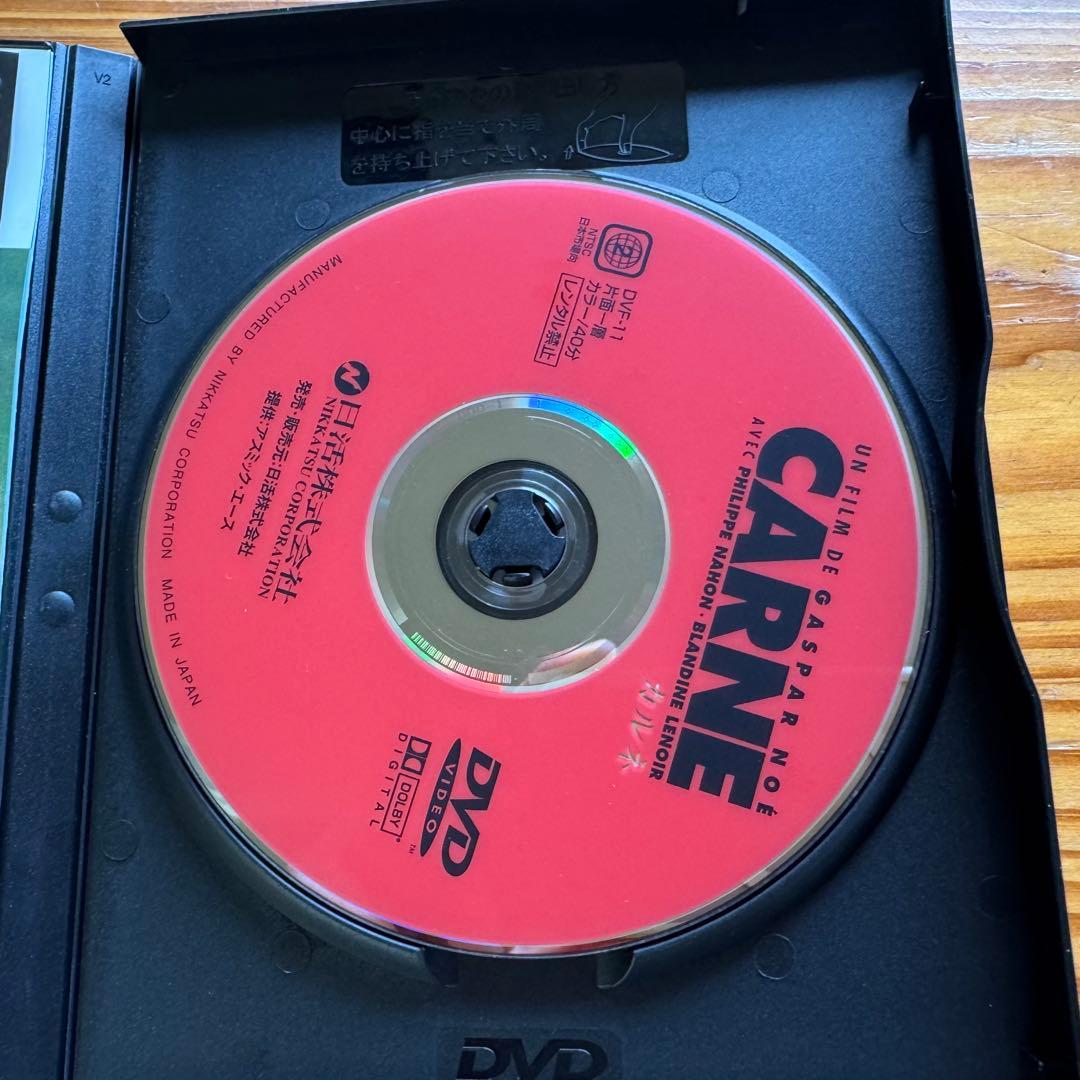 V2
中心に指を当て外周
を持ち上げて下さい。
UN FILM DE GASPAR NOÉ
CARNE
AVEC PHILIPPE NAHON · BLANDINE LENOIR
カルネ
2
NTSC
日本市場向
DVF-11
片面一層
カラー/40分
レンタル禁止
日活株式会社
NIKKATSU CORPORATION
発売・販売元:日活株式会社
提供:アスミック・エース
MANUFACTURED BY NIKKATSU CORPORATION MADE IN JAPAN
DVD
VIDEO
TM
DOLBY
DIGITAL
DVD